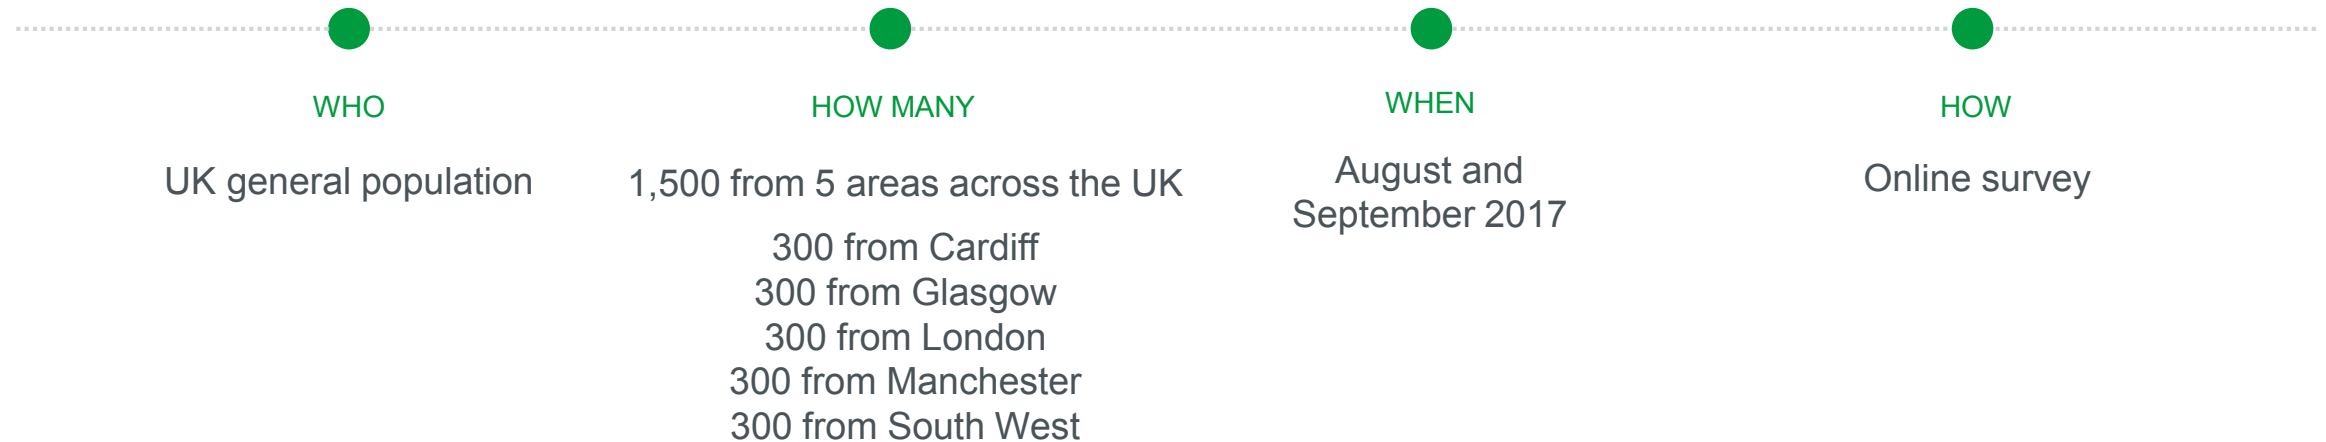 WHO
UK general population
HOW MANY
1,500 from 5 areas across the UK
300 from Cardiff
300 from Glasgow
300 from London
300 from Manchester
300 from South West
WHEN
August and
September 2017
HOW
Online survey